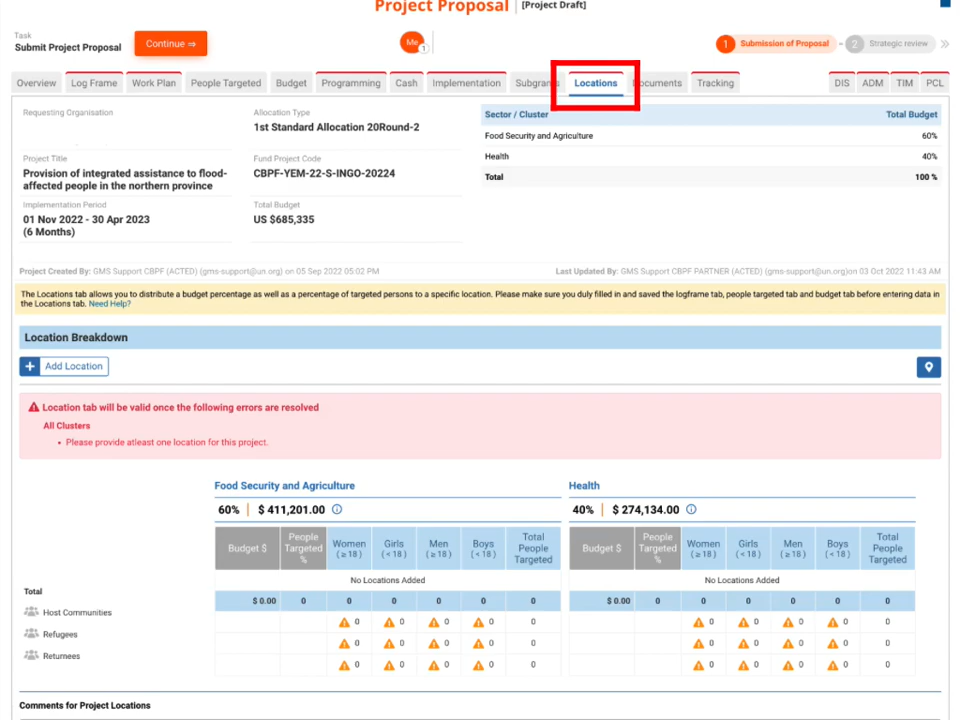 Project Proposal | [Project Draft]
Task
Submit Project Proposal
Continue ⇒
Me
1
1 Submission of Proposal
2 Strategic review
Overview
Log Frame
Work Plan
People Targeted
Budget
Programming
Cash
Implementation
Subgran
Locations
ocuments
Tracking
DIS
ADM
TIM
PCL
Requesting Organisation
Allocation Type
1st Standard Allocation 20Round-2
Project Title
Provision of integrated assistance to flood-
affected people in the northern province
Fund Project Code
CBPF-YEM-22-S-INGO-20224
Implementation Period
01 Nov 2022 - 30 Apr 2023
(6 Months)
Total Budget
US $685,335
Sector / Cluster Total Budget
Food Security and Agriculture 60%
Health 40%
Total 100 %
Project Created By: GMS Support CBPF (ACTED) (gms-support@un.org) on 05 Sep 2022 05:02 PM
Last Updated By: GMS Support CBPF PARTNER (ACTED) (gms-support@un.org)on 03 Oct 2022 11:43 AM
The Locations tab allows you to distribute a budget percentage as well as a percentage of targeted persons to a specific location. Please make sure you duly filled in and saved the logframe tab, people targeted tab and budget tab before entering data in
the Locations tab. Need Help?
Location Breakdown
+ Add Location
Location tab will be valid once the following errors are resolved
All Clusters
• Please provide atleast one location for this project.
Food Security and Agriculture
60% | $ 411,201.00
Budget $
People Targeted %
Women (≥ 18)
Girls (< 18)
Men (≥ 18)
Boys (< 18)
Total People Targeted
No Locations Added
$ 0.00 0 0 0 0 0 0
Health
40% | $ 274,134.00
Budget $
People Targeted %
Women (≥ 18)
Girls (< 18)
Men (≥ 18)
Boys (< 18)
Total People Targeted
No Locations Added
$ 0.00 0 0 0 0 0 0
Total
Host Communities
0 0 0 0 0
0 0 0 0 0
Refugees
0 0 0 0 0
0 0 0 0 0
Returnees
0 0 0 0 0
0 0 0 0 0
Comments for Project Locations